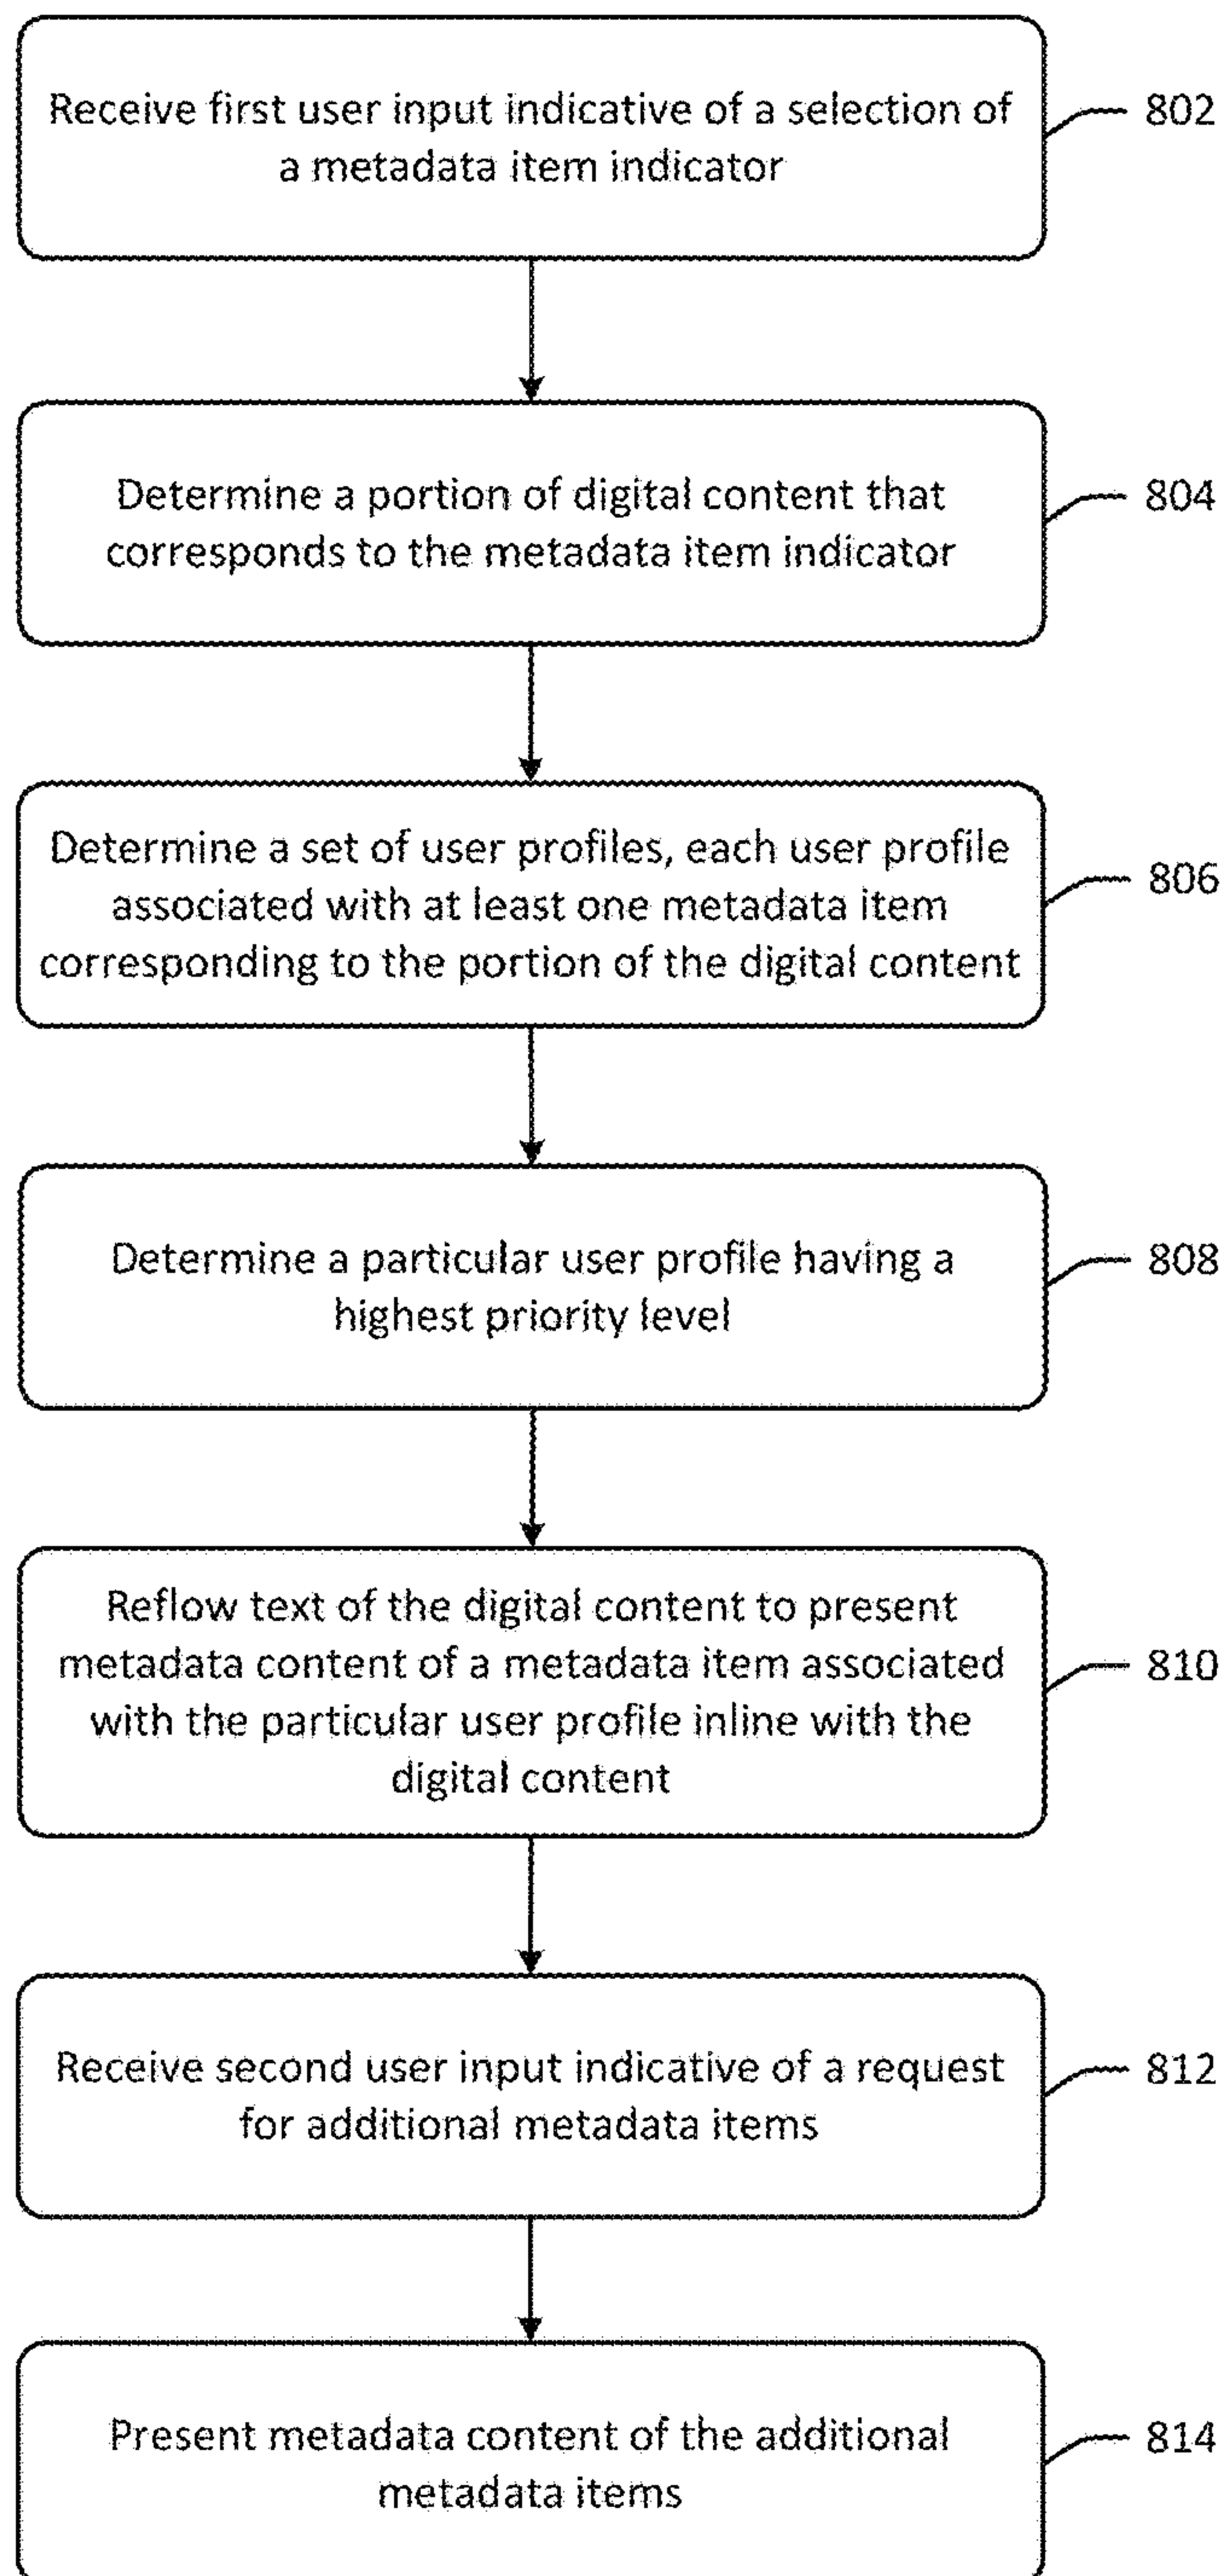 Receive first user input indicative of a selection of
a metadata item indicator
802
Determine a portion of digital content that
corresponds to the metadata item indicator
804
Determine a set of user profiles, each user profile
associated with at least one metadata item
corresponding to the portion of the digital content
806
Determine a particular user profile having a
highest priority level
808
Reflow text of the digital content to present
metadata content of a metadata item associated
with the particular user profile inline with the
digital content
810
Receive second user input indicative of a request
for additional metadata items
812
Present metadata content of the additional
metadata items
814